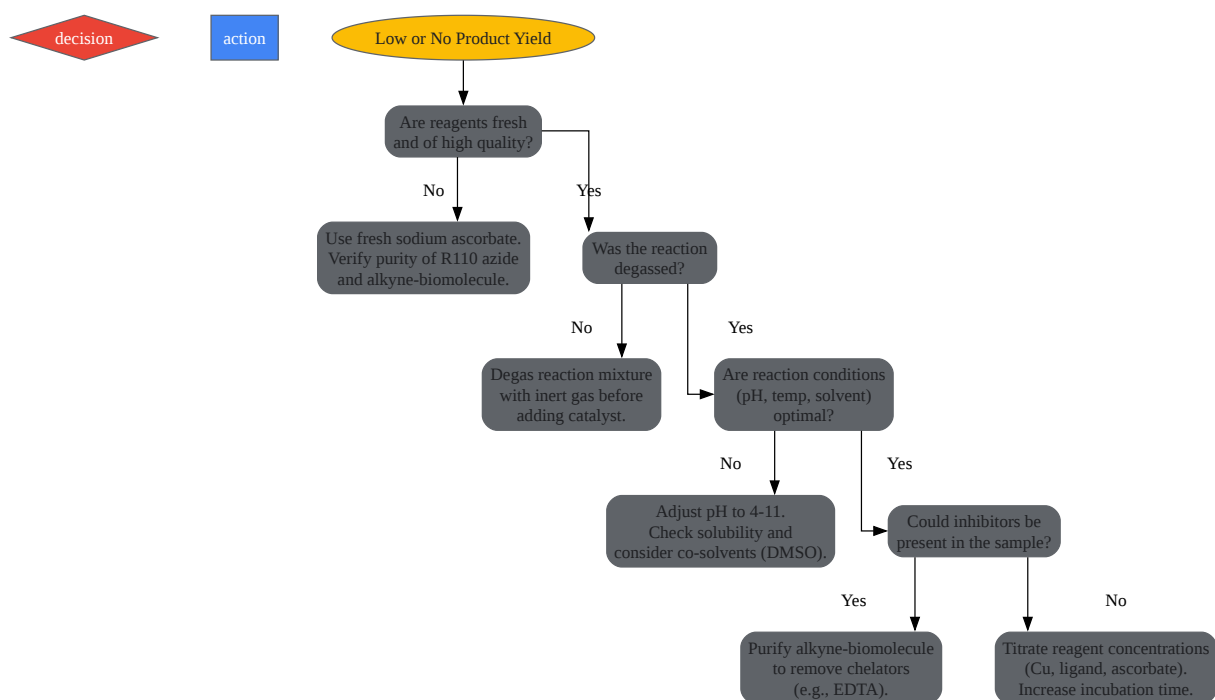 decision
action
Low or No Product Yield
Are reagents fresh
and of high quality?
No
Yes
Use fresh sodium ascorbate.
Verify purity of R110 azide
and alkyne-biomolecule.
Was the reaction
degassed?
No
Yes
Degas reaction mixture
with inert gas before
adding catalyst.
Are reaction conditions
(pH, temp, solvent)
optimal?
No
Yes
Adjust pH to 4-11.
Check solubility and
consider co-solvents (DMSO).
Could inhibitors be
present in the sample?
Yes
No
Purify alkyne-biomolecule
to remove chelators
(e.g., EDTA).
Titrate reagent concentrations
(Cu, ligand, ascorbate).
Increase incubation time.